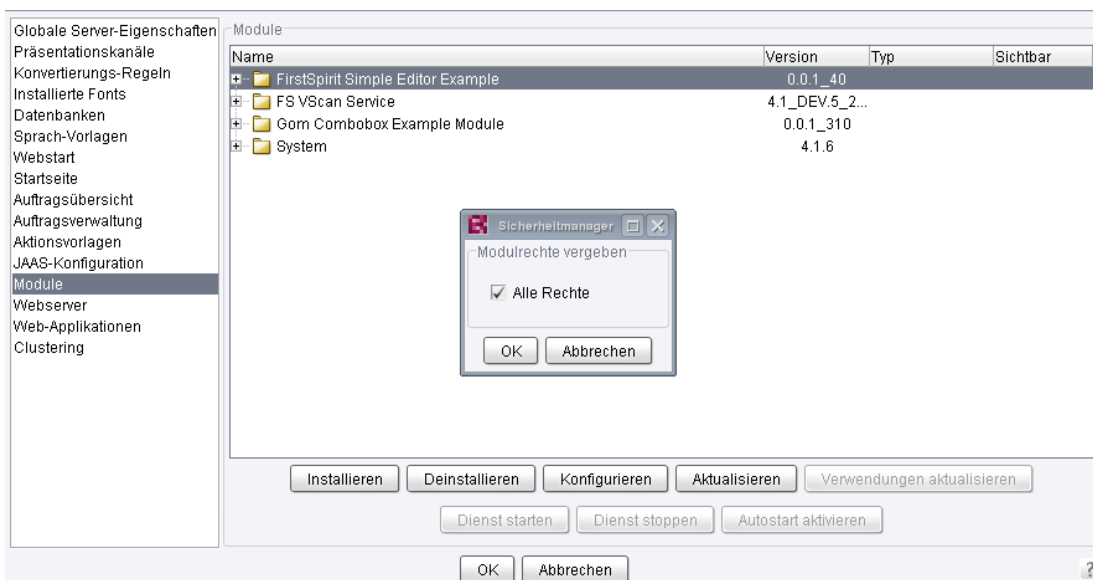 Globale Server-Eigenschaften
Präsentationskanäle
Konvertierungs-Regeln
Installierte Fonts
Datenbanken
Sprach-Vorlagen
Webstart
Startseite
Auftragsübersicht
Auftragsverwaltung
Aktionsvorlagen
JAAS-Konfiguration
Module
Webserver
Web-Applikationen
Clustering
Module
Name Version Typ Sichtbar
FirstSpirit Simple Editor Example 0.0.1_40
FS VScan Service 4.1_DEV.5_2...
Gom Combobox Example Module 0.0.1_310
System 4.1.6
Sicherheitmanager
Modulrechte vergeben
Alle Rechte
OK Abbrechen
Installieren Deinstallieren Konfigurieren Aktualisieren Verwendungen aktualisieren
Dienst starten Dienst stoppen Autostart aktivieren
OK Abbrechen ?